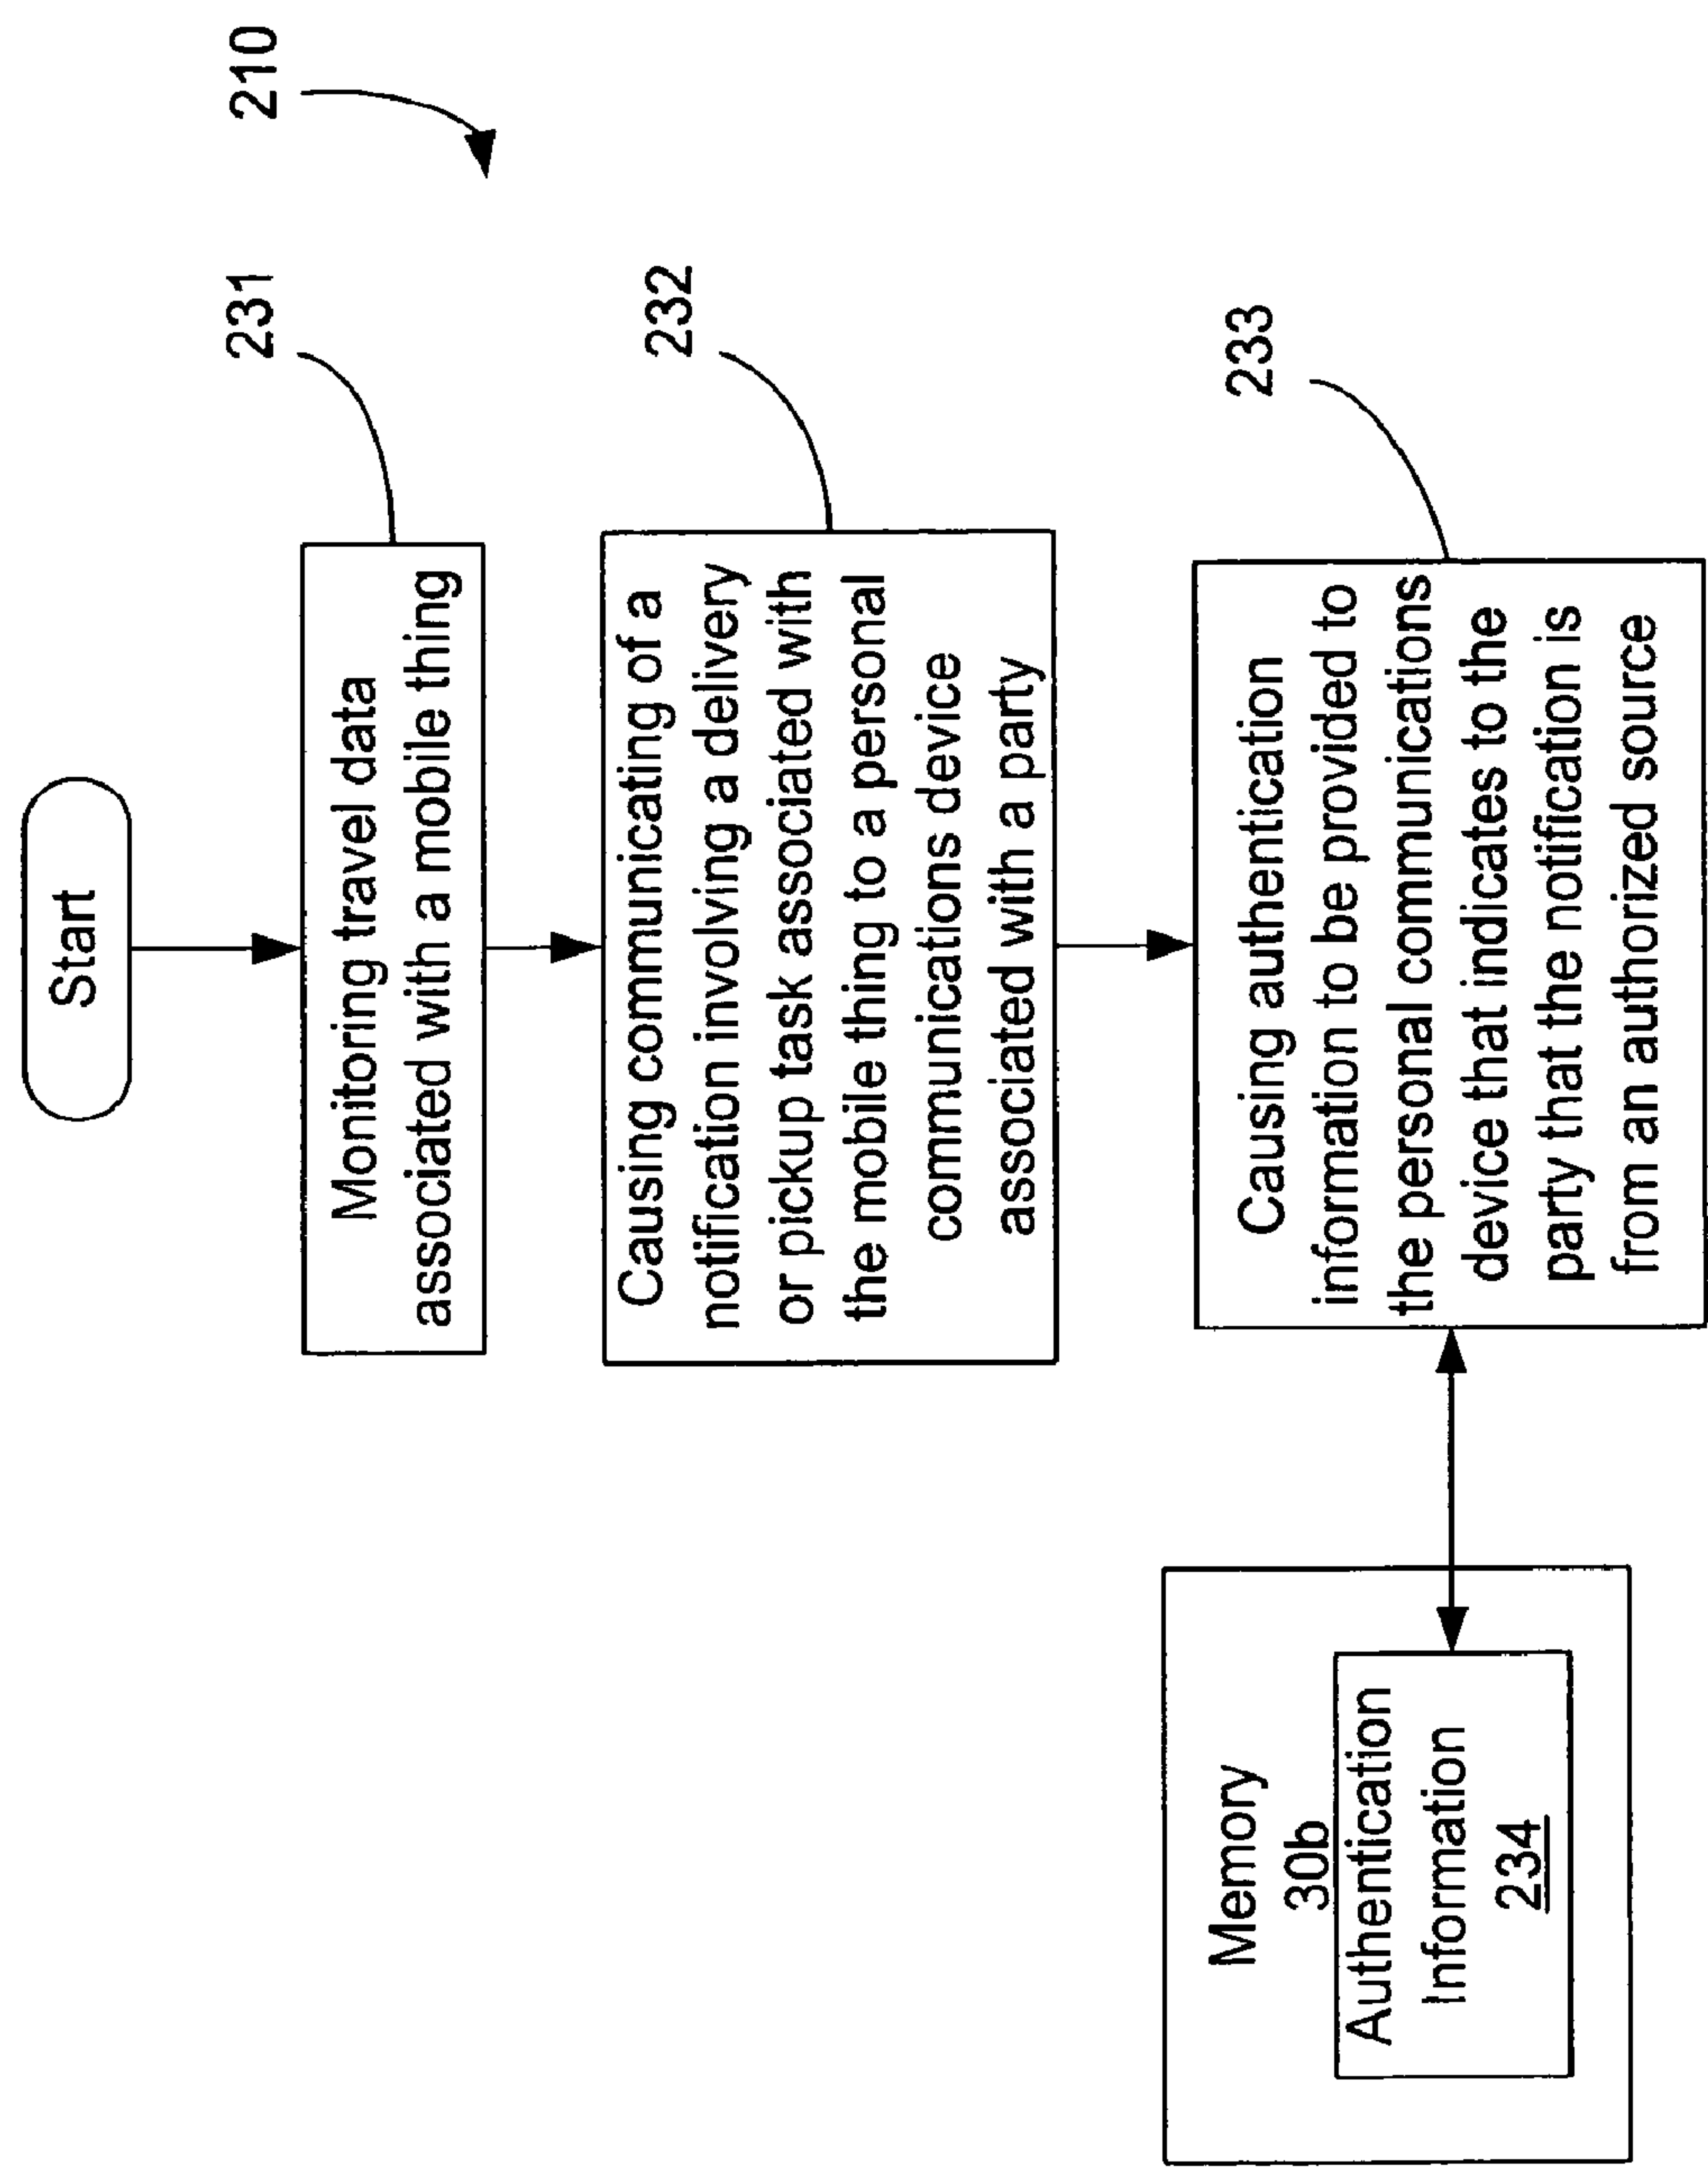 Start
210
231
Monitoring travel data
associated with a mobile thing
232
Causing communicating of a
notification involving a delivery
or pickup task associated with
the mobile thing to a personal
communications device
associated with a party
233
Causing authentication
information to be provided to
the personal communications
device that indicates to the
party that the notification is
from an authorized source
Memory
30b
Authentication
Information
234